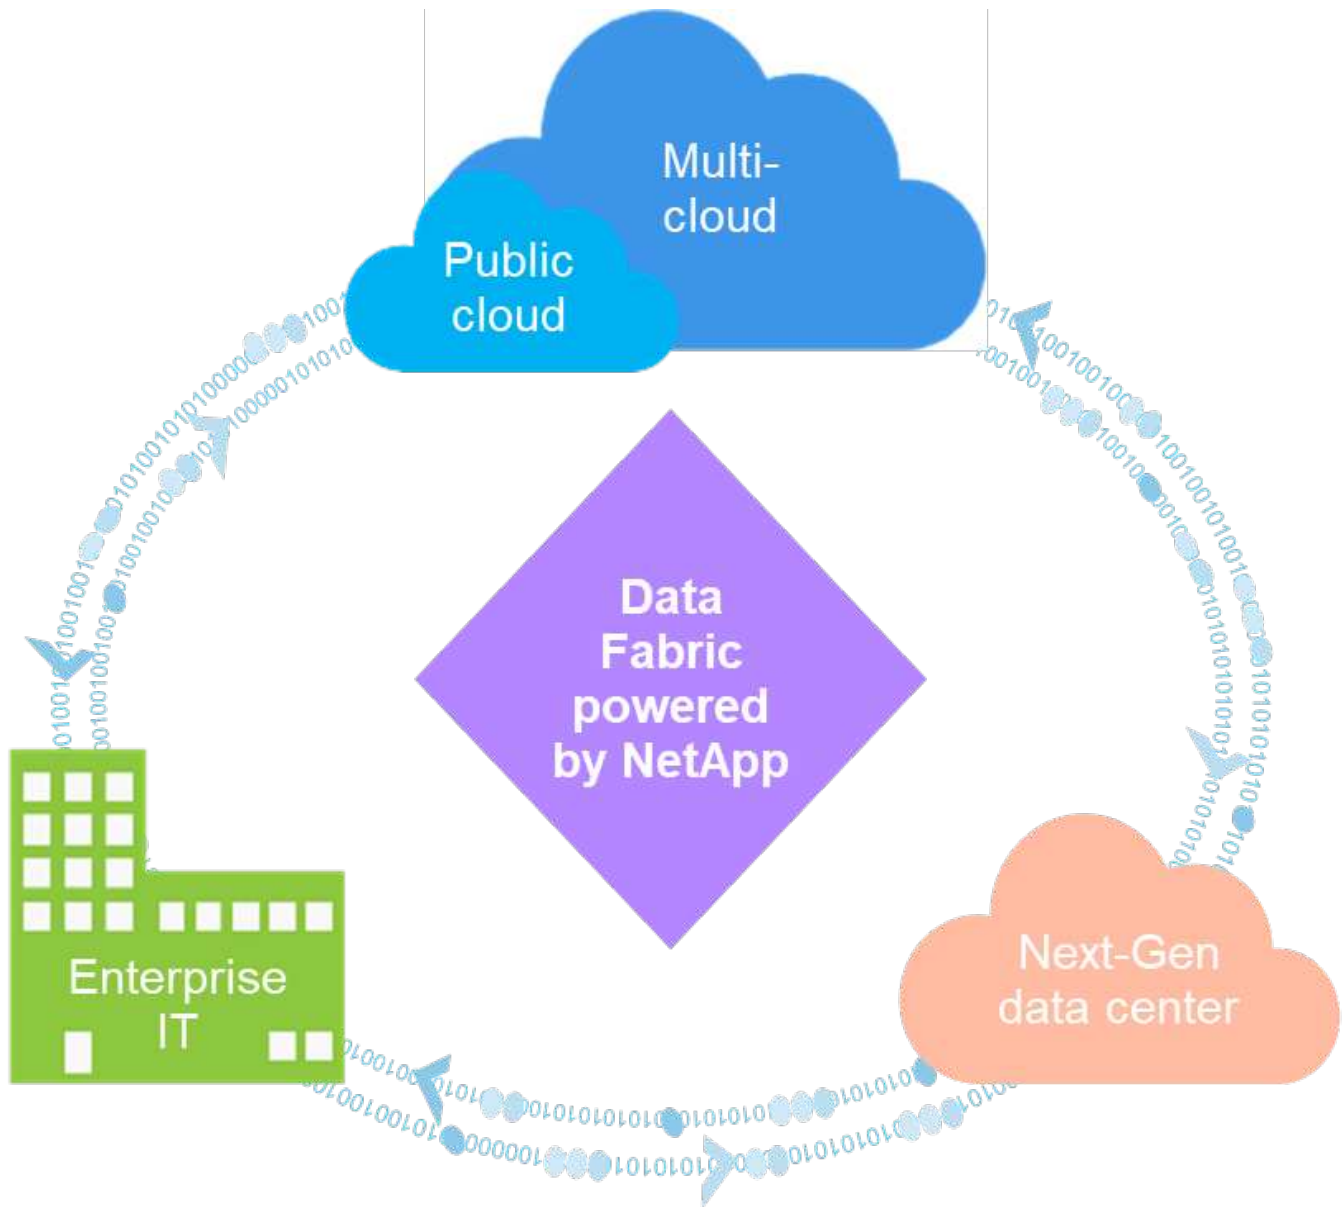 Multi-
cloud
Public
cloud
Data
Fabric
powered
by NetApp
Enterprise
IT
Next-Gen
data center